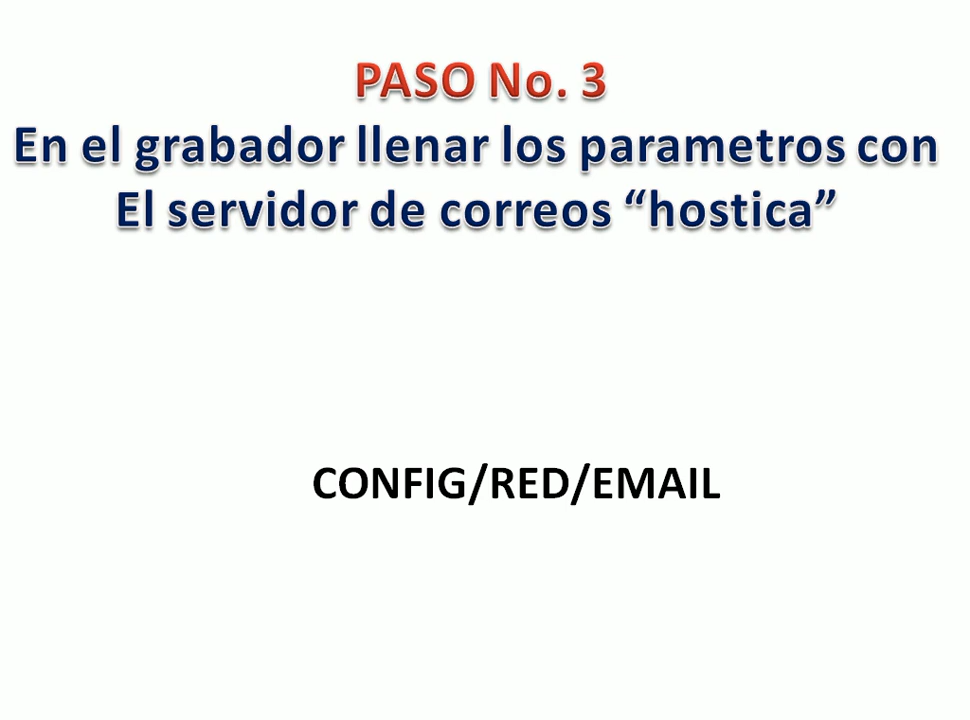 PASO No. 3
En el grabador llenar los parametros con
El servidor de correos “hostica”
CONFIG/RED/EMAIL